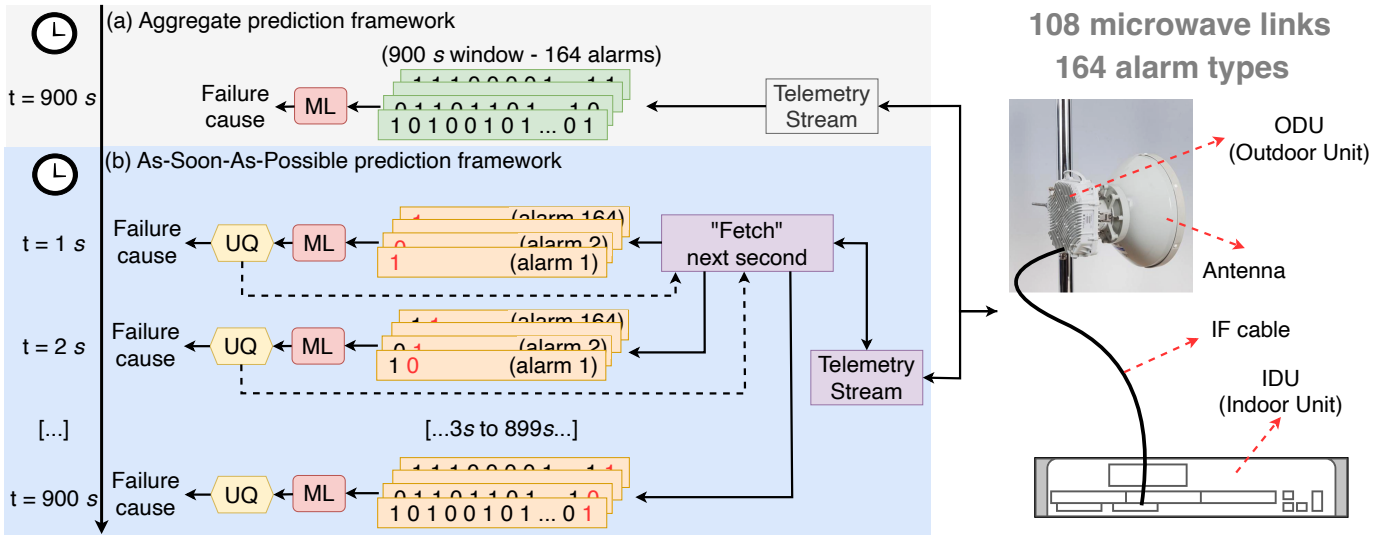 (a) Aggregate prediction framework
(900 s window - 164 alarms)
t = 900 s
Failure
cause
ML
1 1 1 0 0 0 0 1 ... 1 1
0 1 1 0 1 1 0 1 ... 1 0
1 0 1 0 0 1 0 1 ... 0 1
Telemetry
Stream
(b) As-Soon-As-Possible prediction framework
t = 1 s
Failure
cause
UQ
ML
1 (alarm 164)
0 (alarm 2)
1 (alarm 1)
"Fetch"
next second
t = 2 s
Failure
cause
UQ
ML
1 1 (alarm 164)
0 1 (alarm 2)
1 0 (alarm 1)
Telemetry
Stream
[...]
[...3s to 899s...]
t = 900 s
Failure
cause
UQ
ML
1 1 1 0 0 0 0 1 ... 1 1
0 1 1 0 1 1 0 1 ... 1 0
1 0 1 0 0 1 0 1 ... 0 1
108 microwave links
164 alarm types
ODU
(Outdoor Unit)
Antenna
IF cable
IDU
(Indoor Unit)